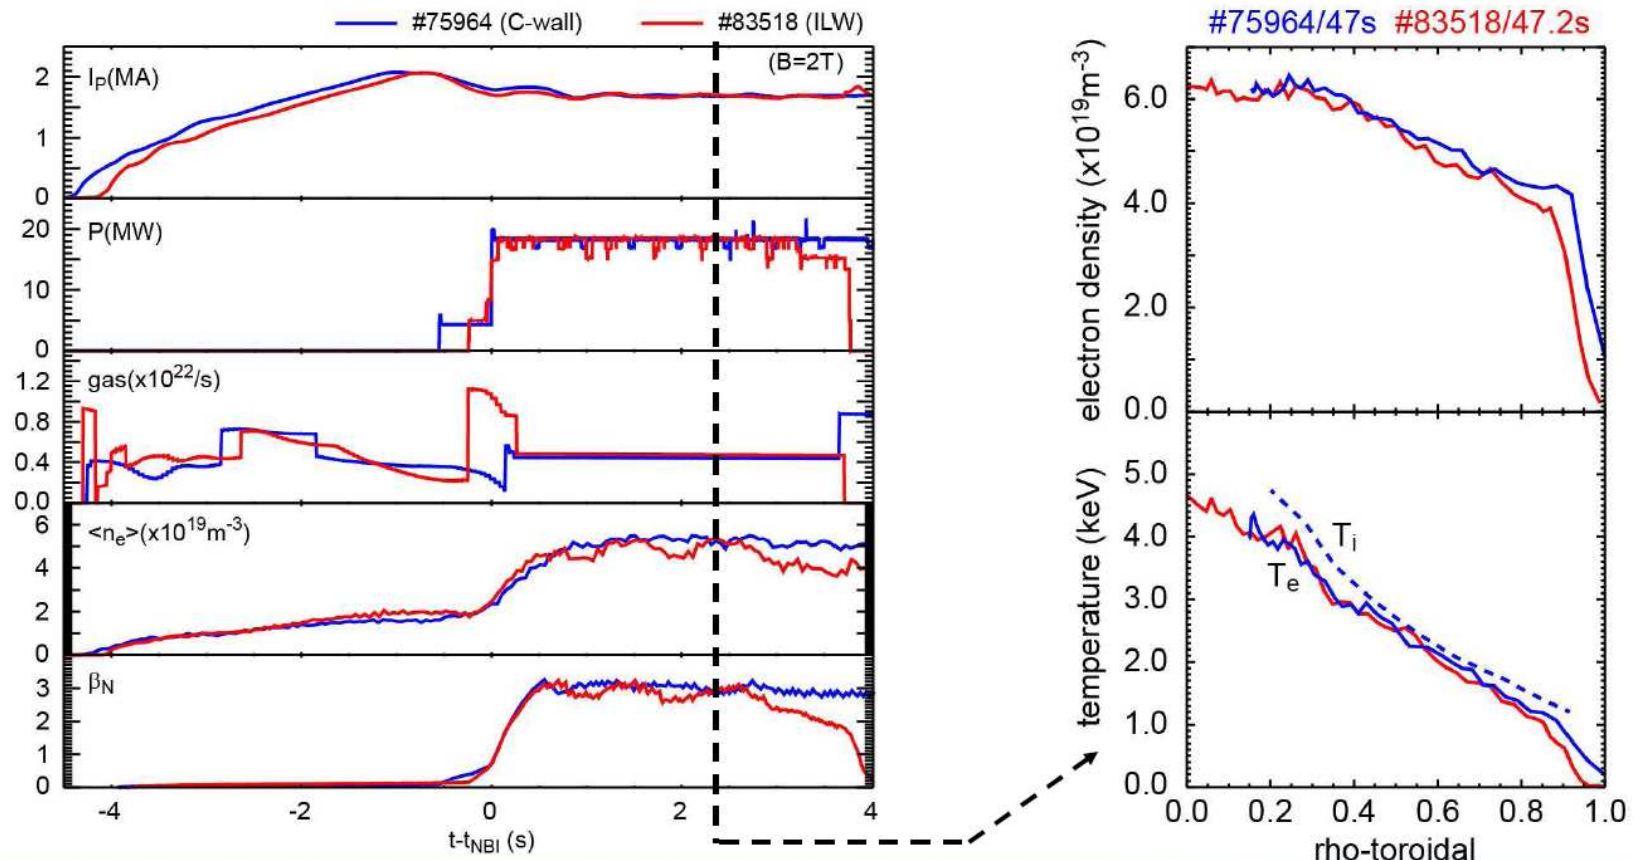 #75964 (C-wall) #83518 (ILW)
I_P(MA)
(B=2T)
2
1
0
P(MW)
20
10
0
gas(x10^22/s)
1.2
0.8
0.4
0.0
<n_e>(x10^19m^-3)
6
4
2
0
β_N
3
2
1
0
-4 -2 0 2 4
t-t_NBI (s)
#75964/47s #83518/47.2s
electron density (x10^19m^-3)
6.0
4.0
2.0
0.0
temperature (keV)
5.0
4.0
3.0
2.0
1.0
0.0
T_i
T_e
0.0 0.2 0.4 0.6 0.8 1.0
rho-toroidal